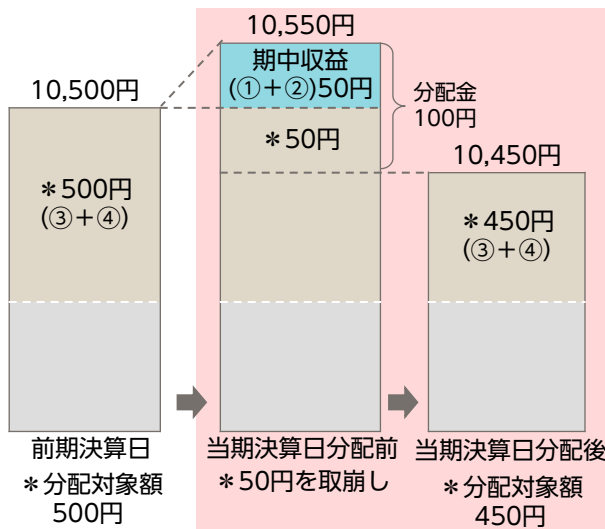 10,500円
＊500円
(③＋④)
前期決算日
＊分配対象額
500円
10,550円
期中収益
(①＋②)50円
＊50円
分配金
100円
当期決算日分配前
＊50円を取崩し
10,450円
＊450円
(③＋④)
当期決算日分配後
＊分配対象額
450円